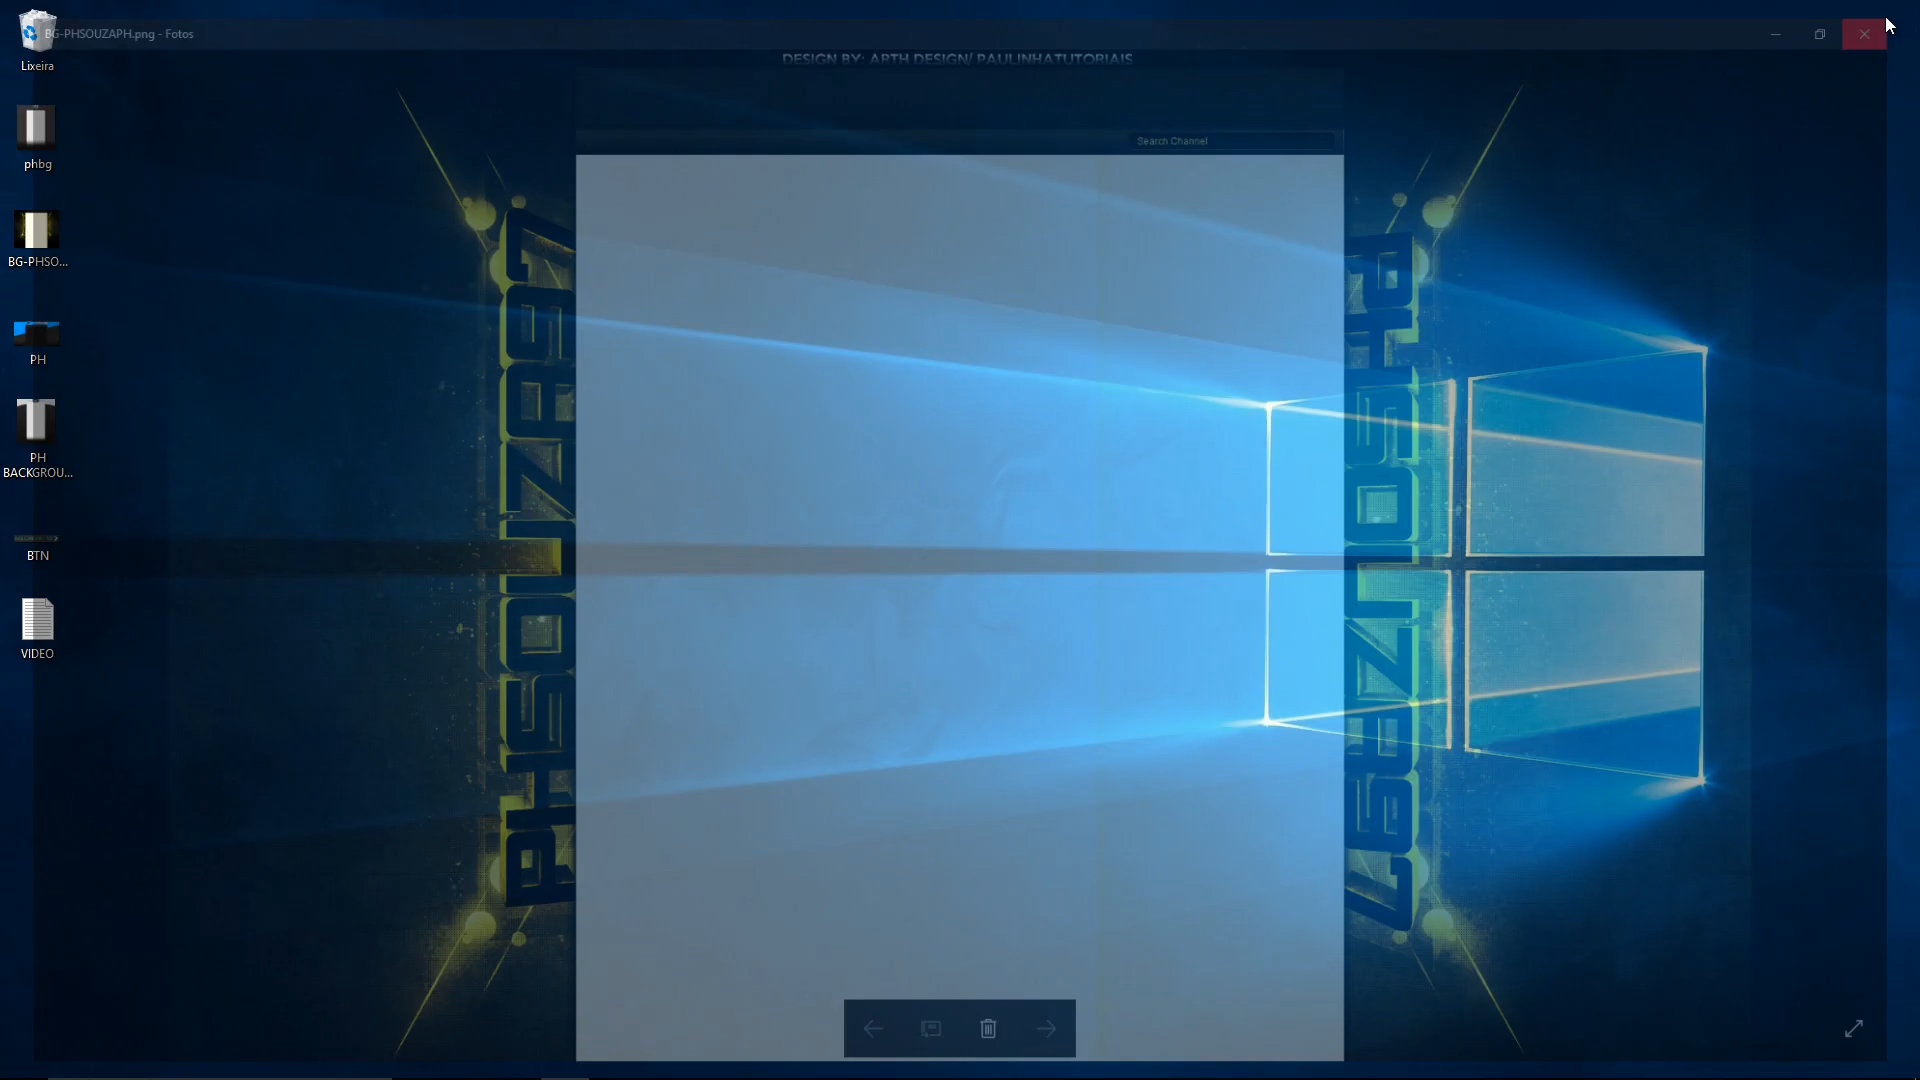 BG-PHSOUZAPH.png - Fotos
DESIGN BY: ARTH DESIGN/ PAULINHATUTORIAIS
Search Channel
Lixeira
phbg
BG-PHSO...
PH
PH
BACKGROU...
BTN
VIDEO
PHSOUZA97
PHSOUZA97